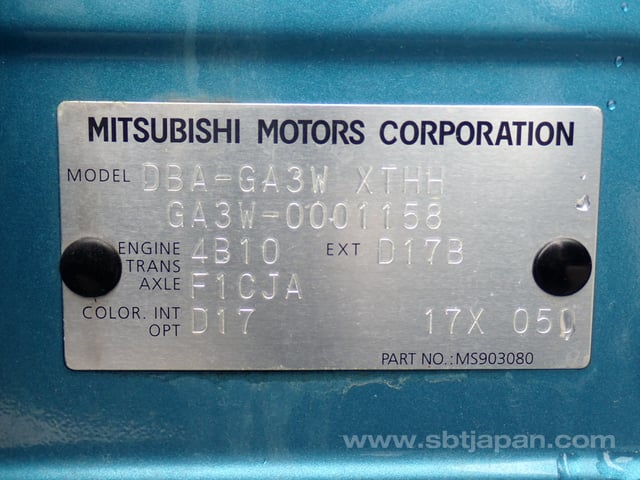 MITSUBISHI MOTORS CORPORATION
MODEL DBA-GA3W XTHH
GA3W-0001158
ENGINE 4B10 EXT D17B
TRANS AXLE F1CJA
COLOR. INT OPT D17 17X 050
PART NO.:MS903080
www.sbtjapan.com